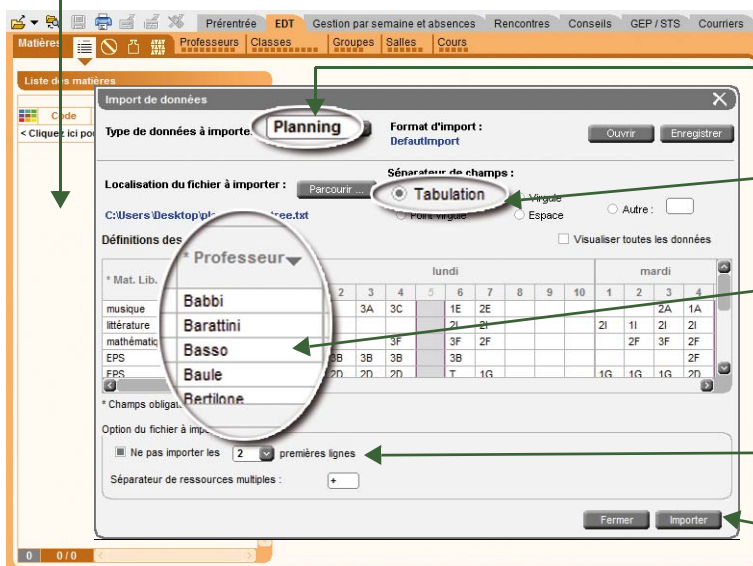 Prérentrée EDT Gestion par semaine et absences Rencontres Conseils GEP / STS Courriers
Matières Professeurs Classes Groupes Salles Cours
Liste des matières
Code
< Cliquez ici po
Import de données
Type de données à importe Planning Format d'import : Ouvrir Enregistrer
DefautImport
Séparateur de champs :
Localisation du fichier à importer : Parcourir ... Tabulation Virgule
C:\Users\Desktop\pl tree.txt Point virgule Espace Autre :
Définitions des Visualiser toutes les données
* Mat. Lib. * Professeur lundi mardi
2 3 4 5 6 7 8 9 10 1 2 3 4
musique Babbi 3A 3C 1E 2E 2A 1A
littérature Barattini 2I 2I 2I 1I 2I 2I
mathématiq Basso 3F 3F 2F 2F 3F 2F
EPS Baule 3B 3B 3B 3B 2F
EPS Bertilone 2D 2D 2D T 1G 1G 1G 1G 2D
* Champs obligat
Option du fichier à impo
Ne pas importer les 2 premières lignes
Séparateur de ressources multiples : +
Fermer Importer
0 0 / 0